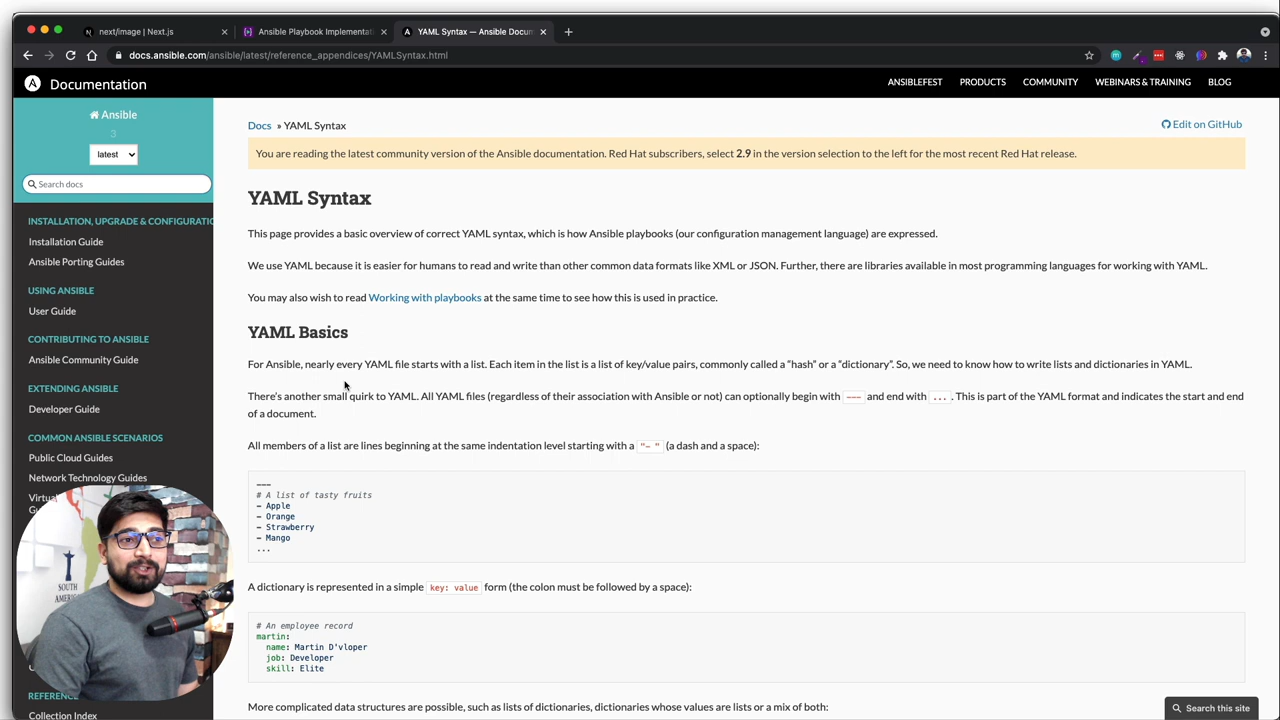 next/image | Next.js
Ansible Playbook Implementati
YAML Syntax — Ansible Docum
docs.ansible.com/ansible/latest/reference_appendices/YAMLSyntax.html
Documentation
ANSIBLEFEST PRODUCTS COMMUNITY WEBINARS & TRAINING BLOG
Ansible
3
latest
Search docs
INSTALLATION, UPGRADE & CONFIGURATIO
Installation Guide
Ansible Porting Guides
USING ANSIBLE
User Guide
CONTRIBUTING TO ANSIBLE
Ansible Community Guide
EXTENDING ANSIBLE
Developer Guide
COMMON ANSIBLE SCENARIOS
Public Cloud Guides
Network Technology Guides
Virtu
Gu
SOUTH
AMER
REFEREN
Collection Index
Docs » YAML Syntax
Edit on GitHub
You are reading the latest community version of the Ansible documentation. Red Hat subscribers, select 2.9 in the version selection to the left for the most recent Red Hat release.
YAML Syntax
This page provides a basic overview of correct YAML syntax, which is how Ansible playbooks (our configuration management language) are expressed.
We use YAML because it is easier for humans to read and write than other common data formats like XML or JSON. Further, there are libraries available in most programming languages for working with YAML.
You may also wish to read Working with playbooks at the same time to see how this is used in practice.
YAML Basics
For Ansible, nearly every YAML file starts with a list. Each item in the list is a list of key/value pairs, commonly called a “hash” or a “dictionary”. So, we need to know how to write lists and dictionaries in YAML.
There’s another small quirk to YAML. All YAML files (regardless of their association with Ansible or not) can optionally begin with --- and end with ... . This is part of the YAML format and indicates the start and end
of a document.
All members of a list are lines beginning at the same indentation level starting with a "- " (a dash and a space):
---
# A list of tasty fruits
- Apple
- Orange
- Strawberry
- Mango
...
A dictionary is represented in a simple key: value form (the colon must be followed by a space):
# An employee record
martin:
name: Martin D'vloper
job: Developer
skill: Elite
More complicated data structures are possible, such as lists of dictionaries, dictionaries whose values are lists or a mix of both:
Search this site